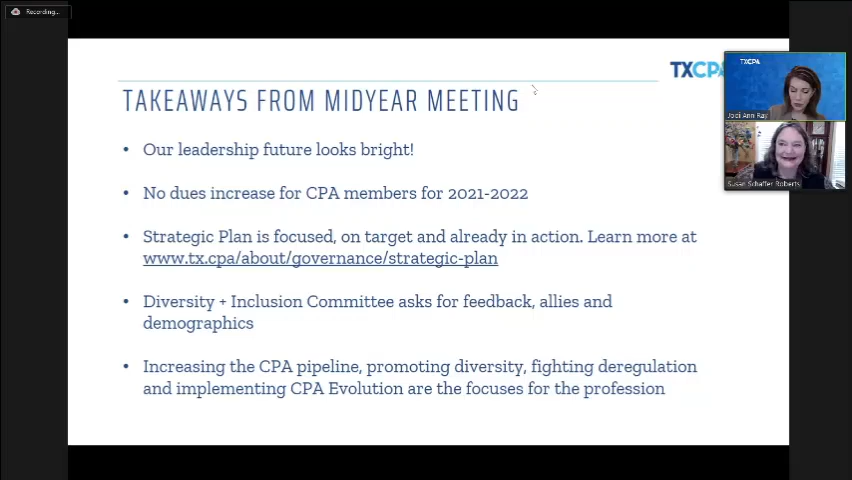 Recording...
TXCPA
TXCPA
TAKEAWAYS FROM MIDYEAR MEETING
Jodi Ann Ray
• Our leadership future looks bright!
Susan Schaffer Roberts
• No dues increase for CPA members for 2021-2022
• Strategic Plan is focused, on target and already in action. Learn more at
www.tx.cpa/about/governance/strategic-plan
• Diversity + Inclusion Committee asks for feedback, allies and
demographics
• Increasing the CPA pipeline, promoting diversity, fighting deregulation
and implementing CPA Evolution are the focuses for the profession